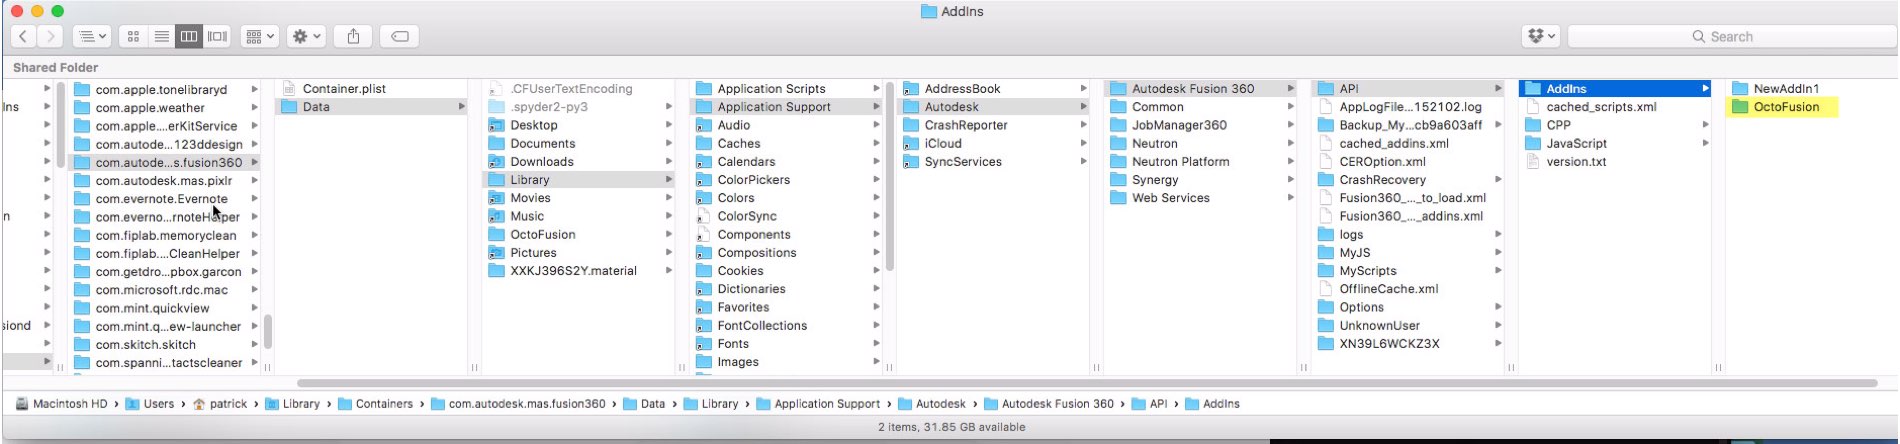 AddIns
Search
Shared Folder
lns
n
siond
com.apple.tonelibraryd
com.apple.weather
com.apple....erKitService
com.autode...123ddesign
com.autode...s.fusion360
com.autodesk.mas.pixlr
com.evernote.Evernote
com.everno...rnoteHelper
com.fiplab.memoryclean
com.fiplab....CleanHelper
com.getdro...pbox.garcon
com.microsoft.rdc.mac
com.mint.quickview
com.mint.q...ew-launcher
com.skitch.skitch
com.spanni...tactscleaner
Container.plist
Data
.CFUserTextEncoding
.spyder2-py3
Desktop
Documents
Downloads
Library
Movies
Music
OctoFusion
Pictures
XXKJ396S2Y.material
Application Scripts
Application Support
Audio
Caches
Calendars
ColorPickers
Colors
ColorSync
Components
Compositions
Cookies
Dictionaries
Favorites
FontCollections
Fonts
Images
AddressBook
Autodesk
CrashReporter
iCloud
SyncServices
Autodesk Fusion 360
Common
JobManager360
Neutron
Neutron Platform
Synergy
Web Services
API
AppLogFile...152102.log
Backup_My...cb9a603aff
cached_addins.xml
CEROption.xml
CrashRecovery
Fusion360_..._to_load.xml
Fusion360_..._addins.xml
logs
MyJS
MyScripts
OfflineCache.xml
Options
UnknownUser
XN39L6WCKZ3X
AddIns
cached_scripts.xml
CPP
JavaScript
version.txt
NewAddIn1
OctoFusion
Macintosh HD › Users › patrick › Library › Containers › com.autodesk.mas.fusion360 › Data › Library › Application Support › Autodesk › Autodesk Fusion 360 › API › AddIns
2 items, 31.85 GB available